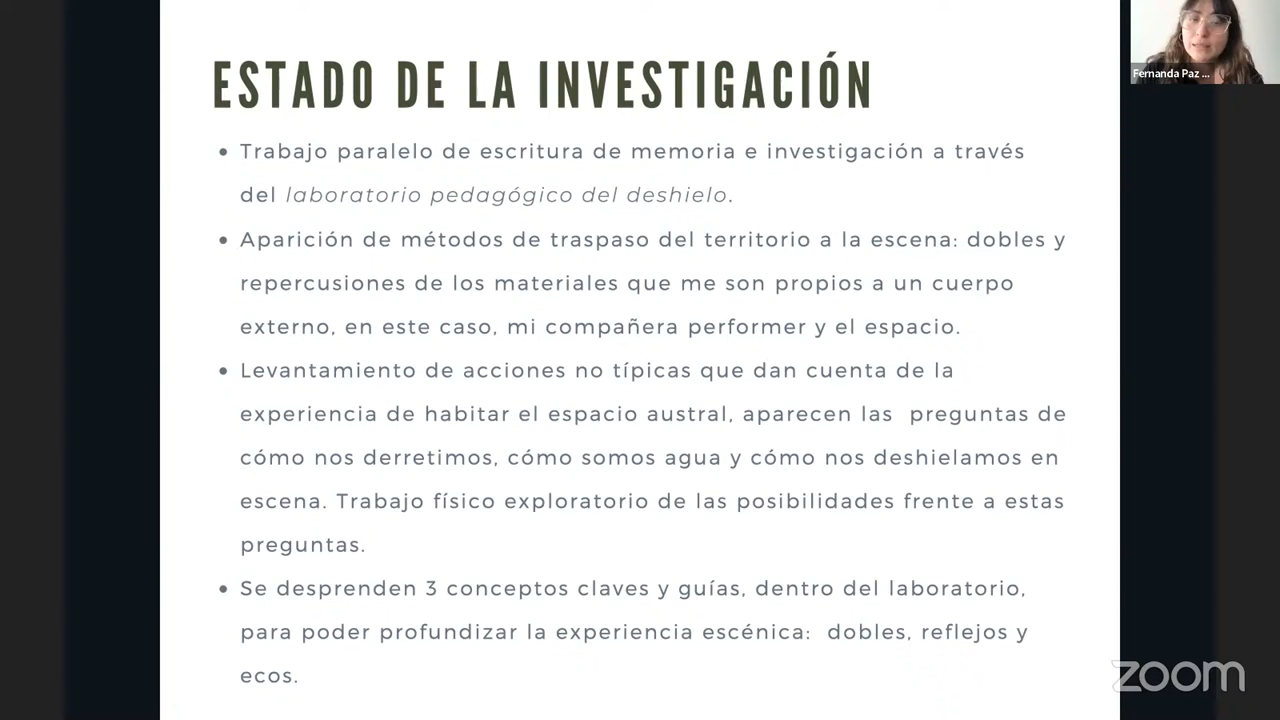 ESTADO DE LA INVESTIGACIÓN
• Trabajo paralelo de escritura de memoria e investigación a través
del laboratorio pedagógico del deshielo.
• Aparición de métodos de traspaso del territorio a la escena: dobles y
repercusiones de los materiales que me son propios a un cuerpo
externo, en este caso, mi compañera performer y el espacio.
• Levantamiento de acciones no típicas que dan cuenta de la
experiencia de habitar el espacio austral, aparecen las preguntas de
cómo nos derretimos, cómo somos agua y cómo nos deshielamos en
escena. Trabajo físico exploratorio de las posibilidades frente a estas
preguntas.
• Se desprenden 3 conceptos claves y guías, dentro del laboratorio,
para poder profundizar la experiencia escénica: dobles, reflejos y
ecos.
Fernanda Paz ...
zoom